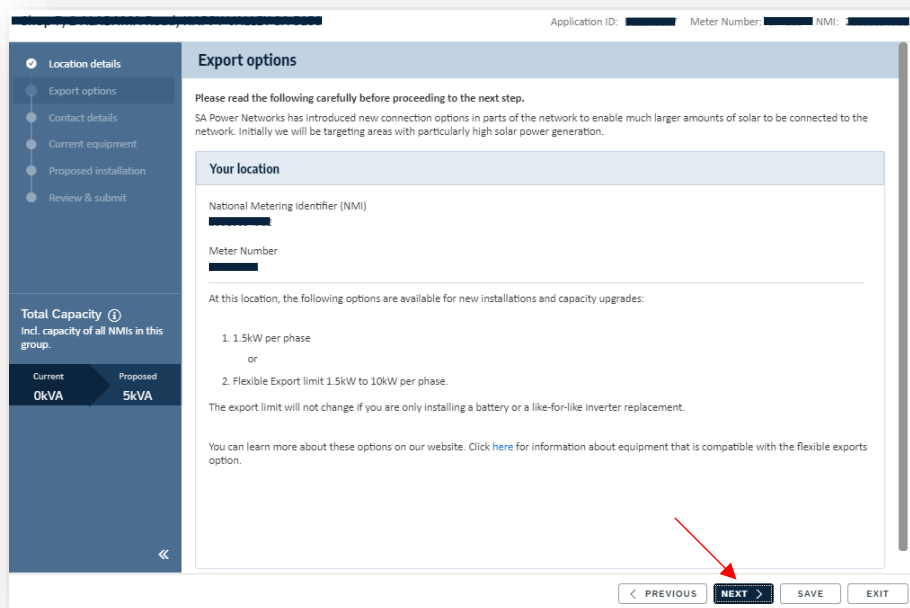 Application ID: Meter Number: NMI:
Location details
Export options
Contact details
Current equipment
Proposed installation
Review & submit
Total Capacity
Incl. capacity of all NMIs in this
group.
Current Proposed
0kVA 5kVA
Export options
Please read the following carefully before proceeding to the next step.
SA Power Networks has introduced new connection options in parts of the network to enable much larger amounts of solar to be connected to the
network. Initially we will be targeting areas with particularly high solar power generation.
Your location
National Metering Identifier (NMI)
Meter Number
At this location, the following options are available for new installations and capacity upgrades:
1. 1.5kW per phase
or
2. Flexible Export limit 1.5kW to 10kW per phase.
The export limit will not change if you are only installing a battery or a like-for-like inverter replacement.
You can learn more about these options on our website. Click here for information about equipment that is compatible with the flexible exports
option.
PREVIOUS NEXT SAVE EXIT